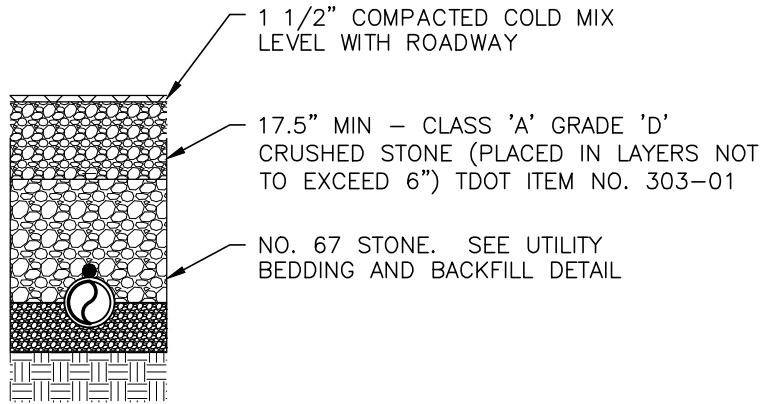 1 1/2” COMPACTED COLD MIX
LEVEL WITH ROADWAY
17.5” MIN – CLASS 'A' GRADE 'D'
CRUSHED STONE (PLACED IN LAYERS NOT
TO EXCEED 6”) TDOT ITEM NO. 303–01
NO. 67 STONE. SEE UTILITY
BEDDING AND BACKFILL DETAIL